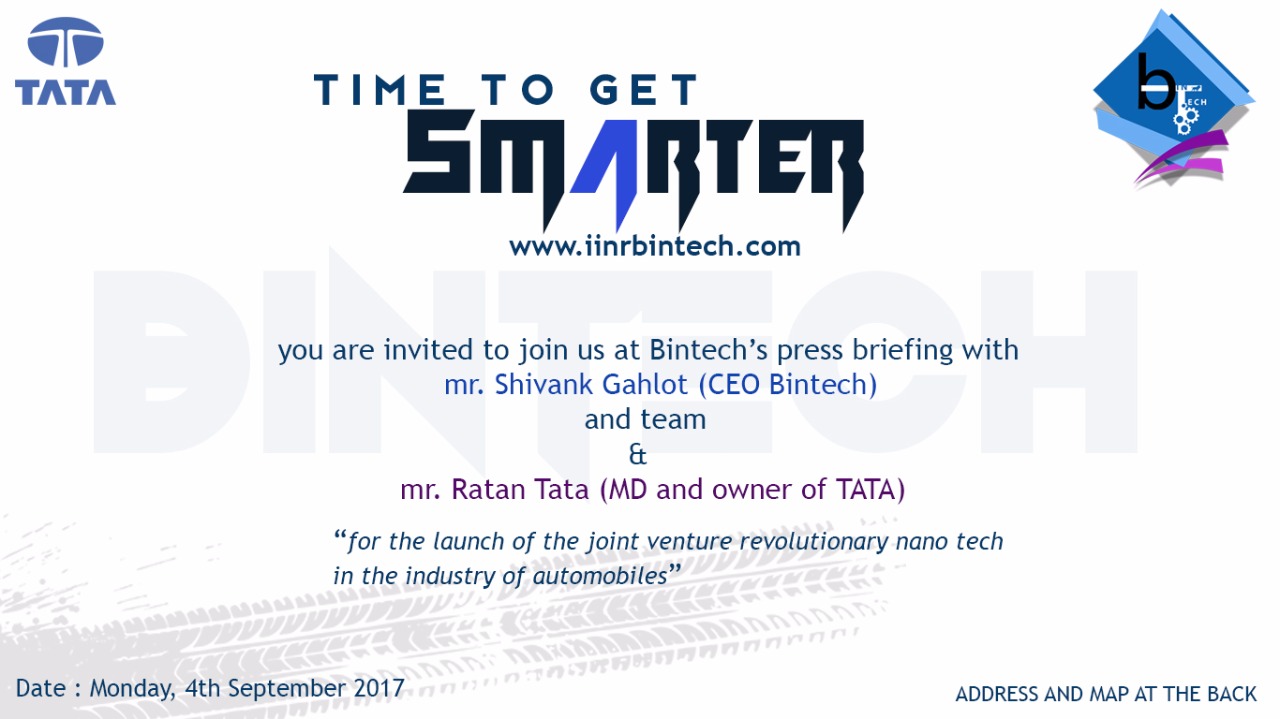 TATA
TIME TO GET
SMARTER
www.iinrbintech.com
b
TECH
BINTECH
you are invited to join us at Bintech's press briefing with
mr. Shivank Gahlot (CEO Bintech)
and team
&
mr. Ratan Tata (MD and owner of TATA)
“for the launch of the joint venture revolutionary nano tech
in the industry of automobiles”
Date : Monday, 4th September 2017
ADDRESS AND MAP AT THE BACK